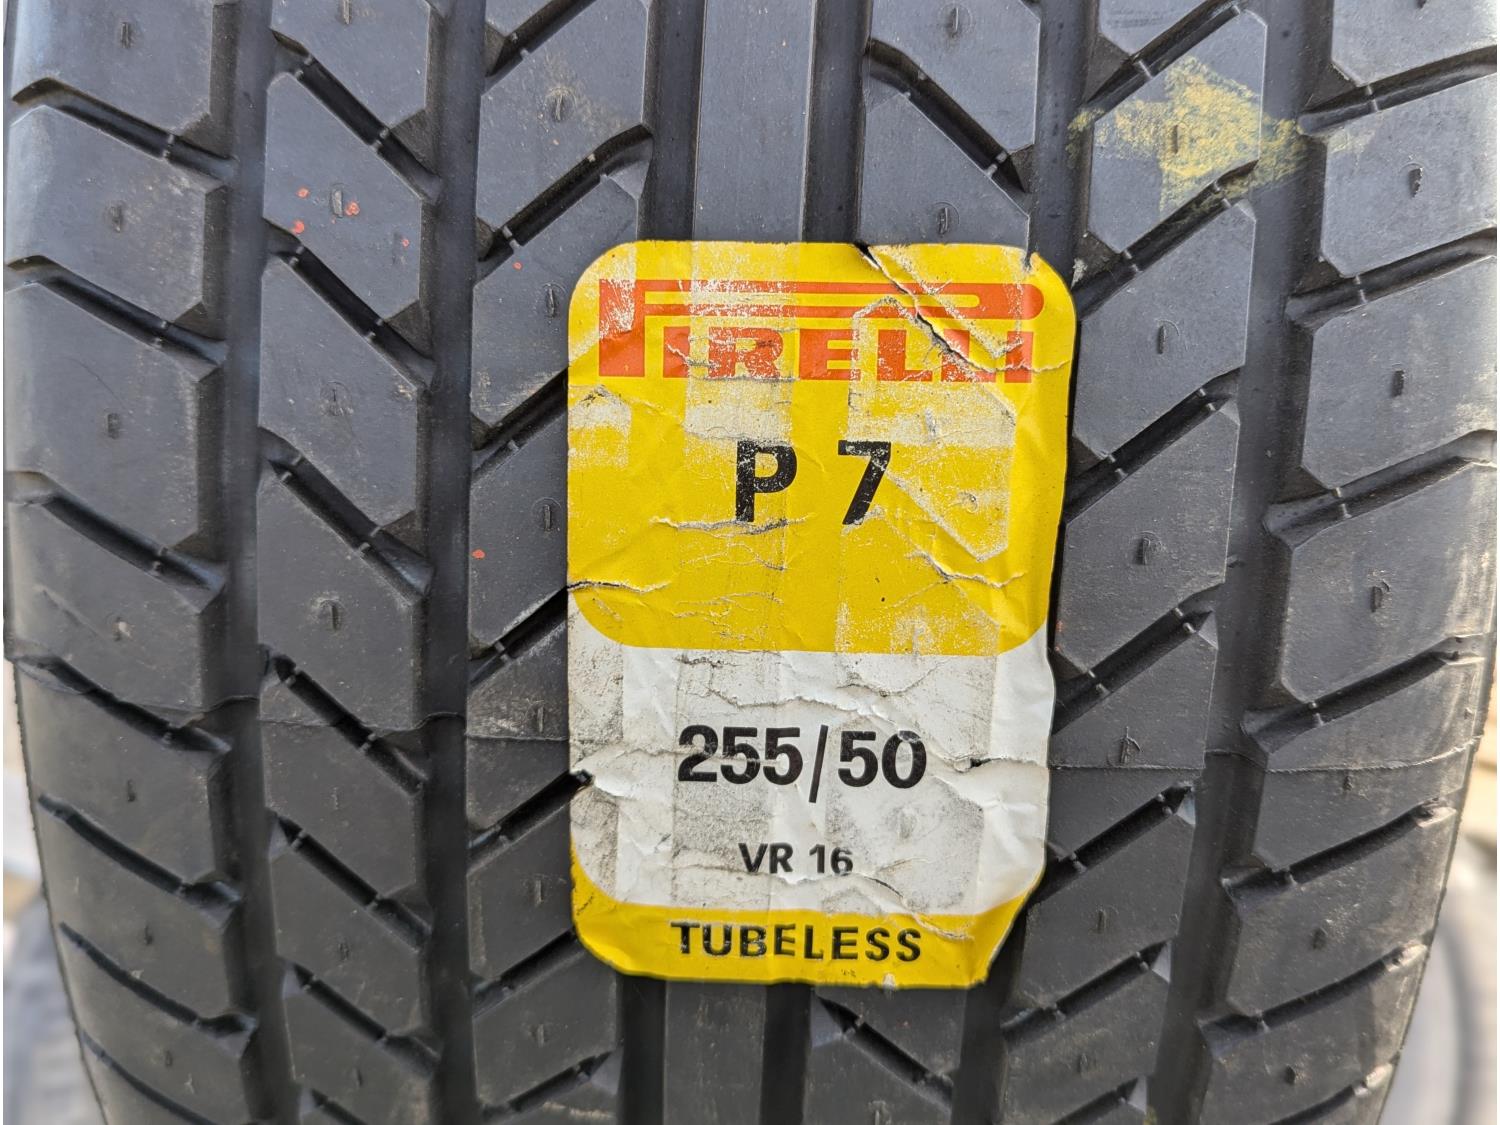 PIRELLI
P 7
255/50
VR 16
TUBELESS